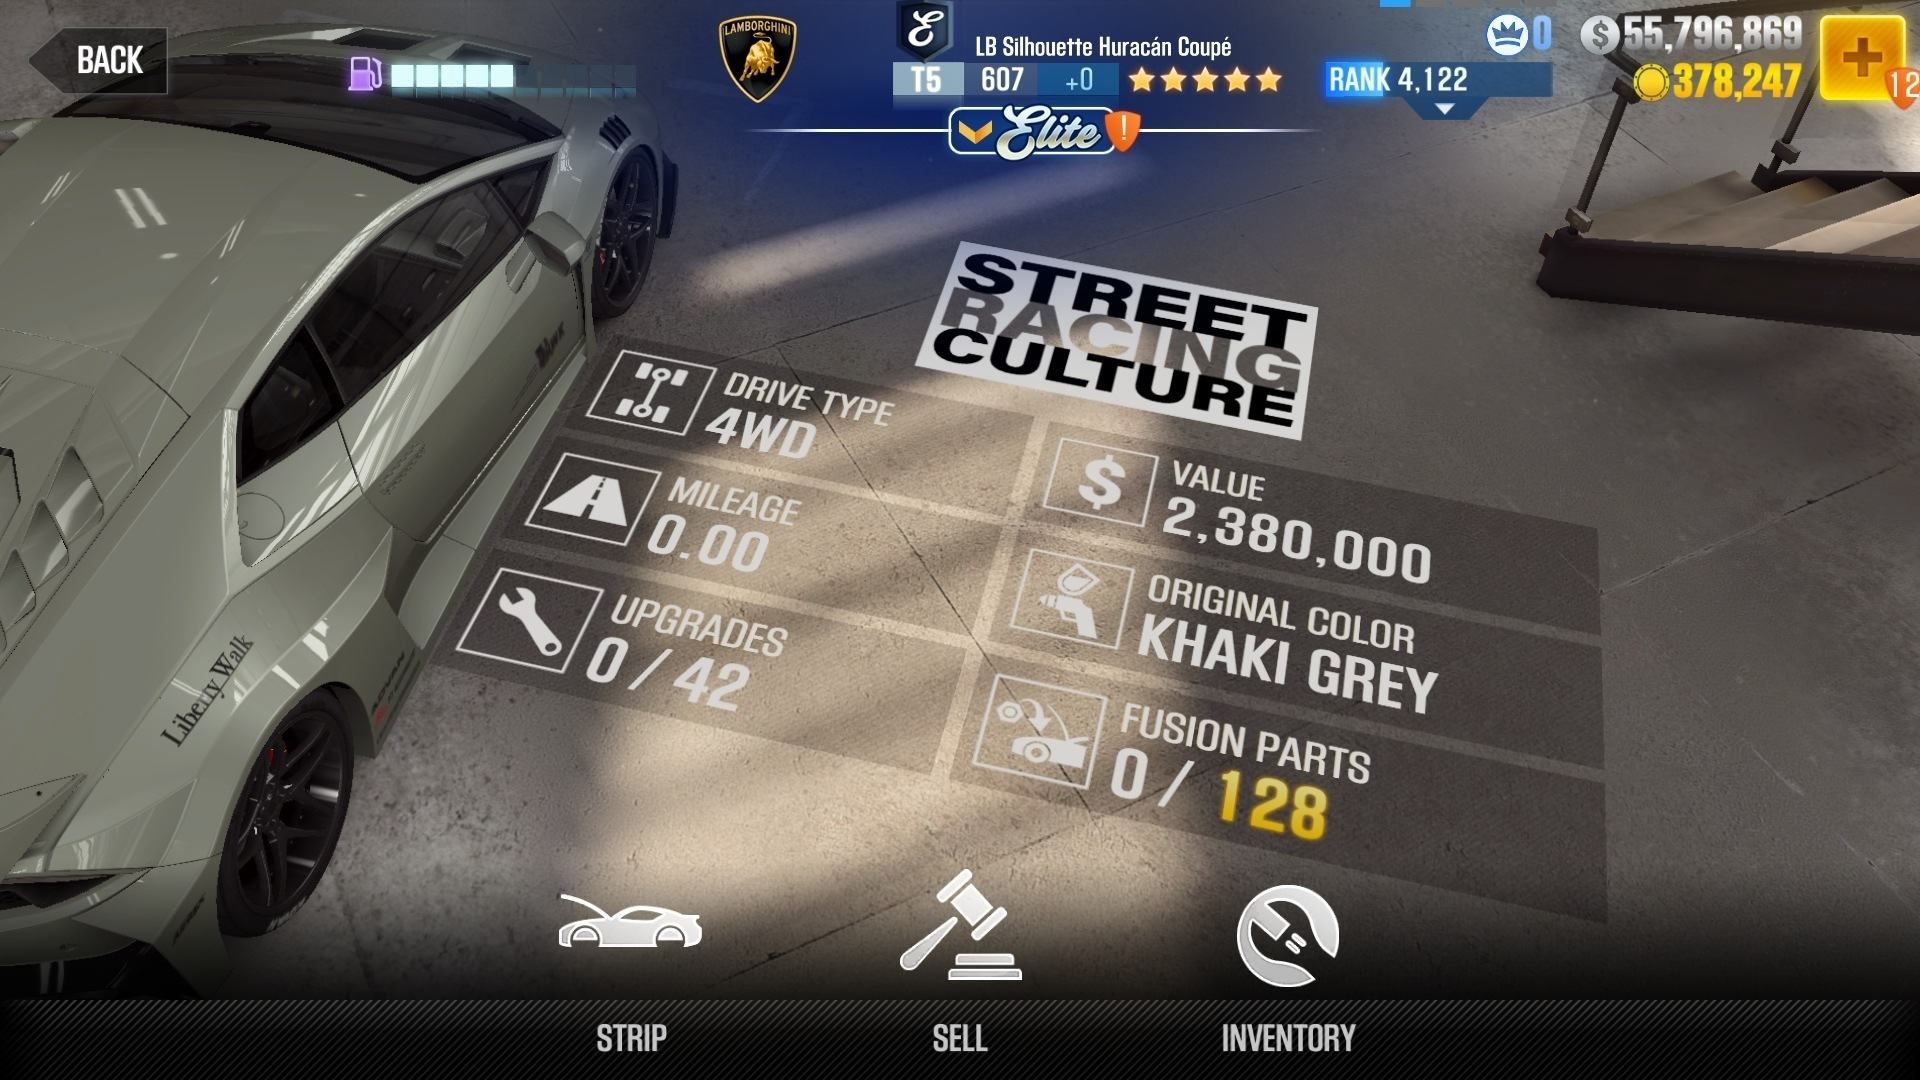 BACK
LAMBORGHINI
LB Silhouette Huracán Coupé
T5 607 +0
Elite
!
RANK 4,122
0
$ 55,796,869
378,247
12
STREET
RACING
CULTURE
DRIVE TYPE
4WD
MILEAGE
0.00
UPGRADES
0 / 42
$
VALUE
2,380,000
ORIGINAL COLOR
KHAKI GREY
FUSION PARTS
0 / 128
Liberty Walk
STRIP
SELL
INVENTORY